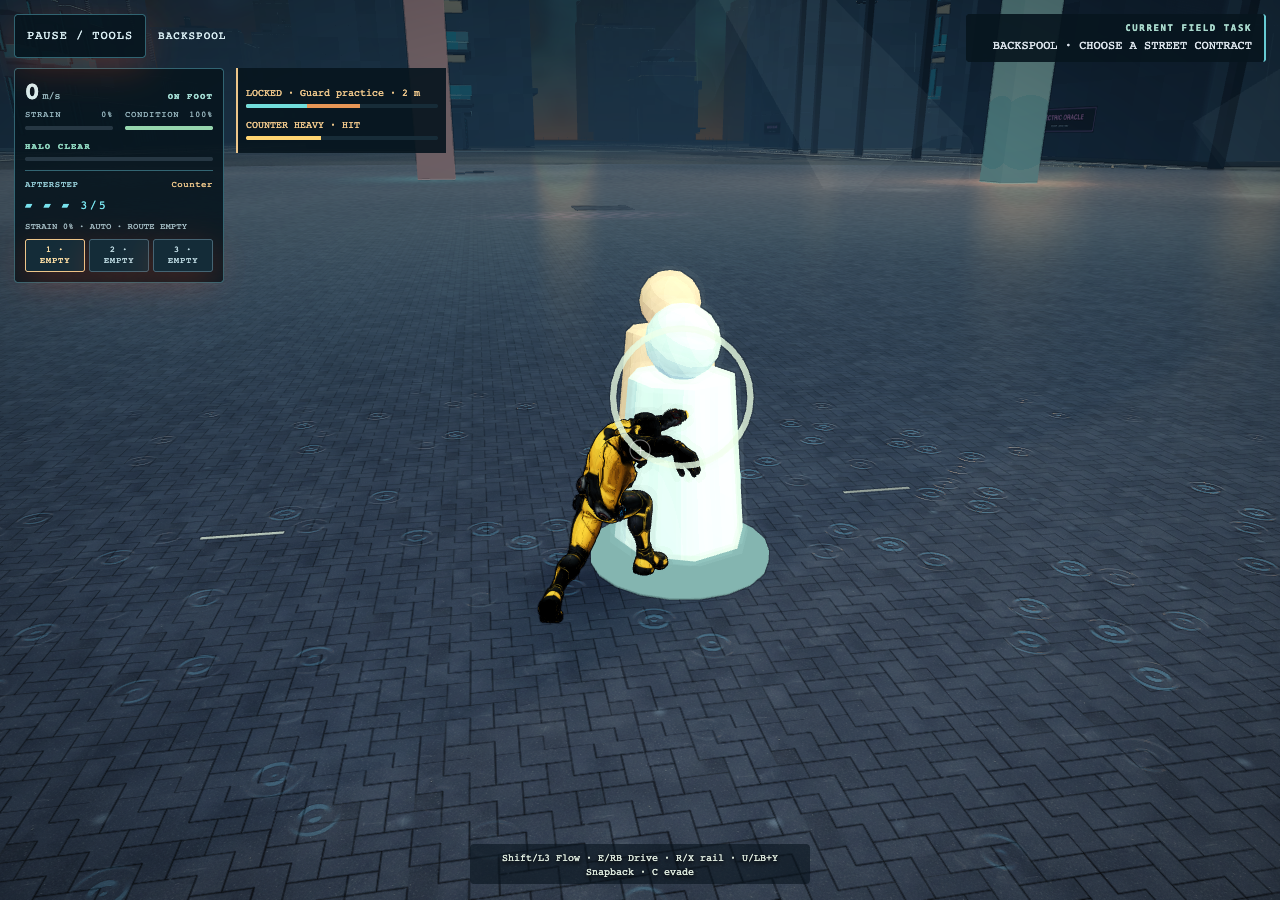 PAUSE / TOOLS
BACKSPOOL
CURRENT FIELD TASK
BACKSPOOL · CHOOSE A STREET CONTRACT
0 m/s
ON FOOT
STRAIN 0%
CONDITION 100%
HALO CLEAR
AFTERSTEP
Counter
3/5
STRAIN 0% · AUTO · ROUTE EMPTY
1 ·
EMPTY
2 ·
EMPTY
3 ·
EMPTY
LOCKED · Guard practice · 2 m
COUNTER HEAVY · HIT
ORACLE
Shift/L3 Flow · E/RB Drive · R/X rail · U/LB+Y
Snapback · C evade